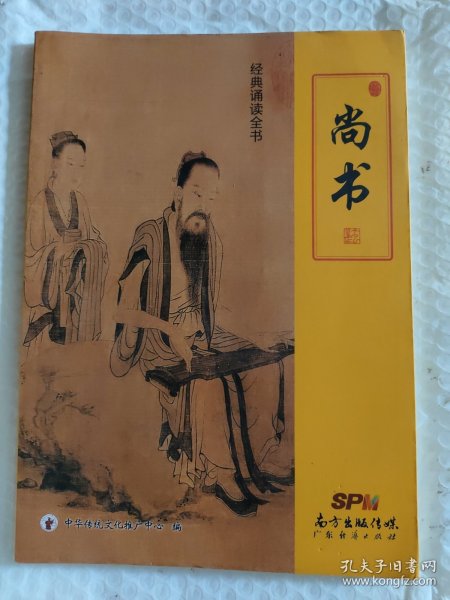 经典诵读全书
尚书
中华传统文化推广中心 编
SPM
南方出版传媒
广东经济出版社
孔夫子旧书网
www.kongfz.com